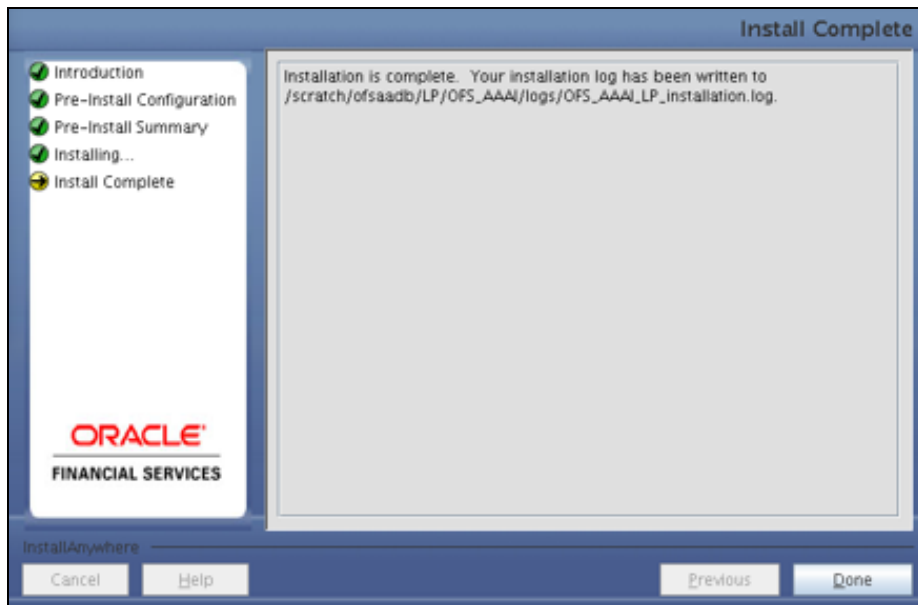 Install Complete
Introduction
Pre-Install Configuration
Pre-Install Summary
Installing...
Install Complete
Installation is complete. Your installation log has been written to
/scratch/ofsaadb/LP/OFS_AAAI/logs/OFS_AAAI_LP_installation.log.
ORACLE
FINANCIAL SERVICES
InstallAnywhere
Cancel
Help
Previous
Done